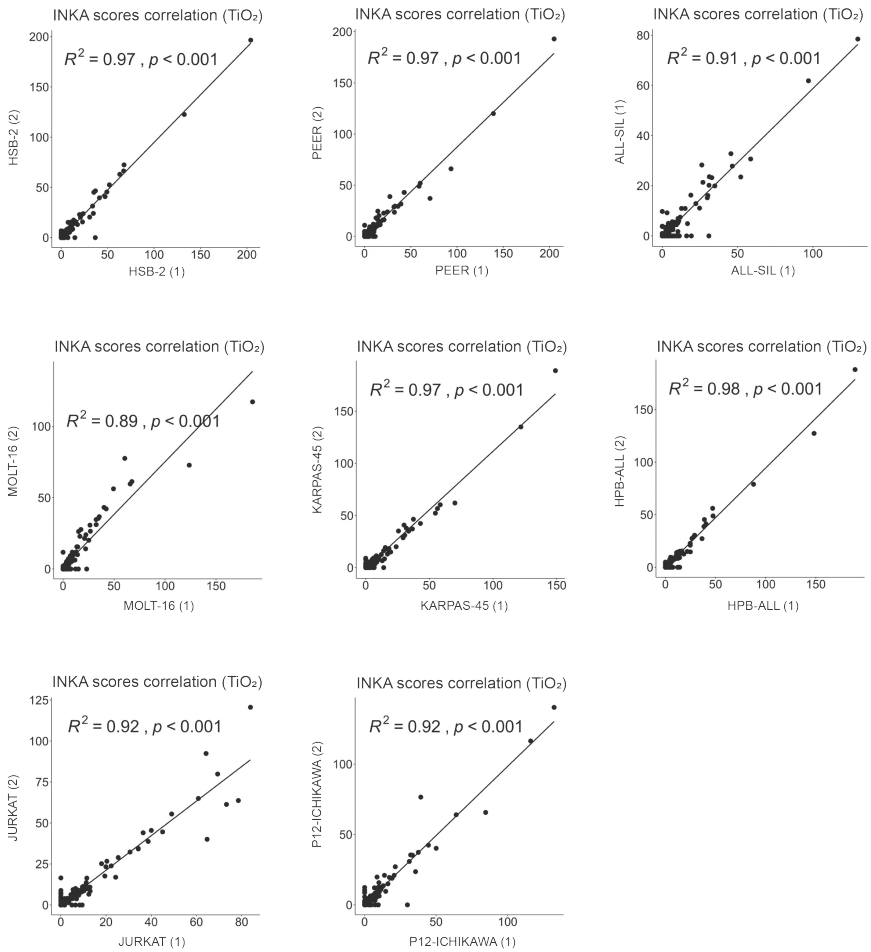 INKA scores correlation (TiO₂)
R² = 0.97 , p < 0.001
HSB-2 (2)
200
150
100
50
0
0 50 100 150 200
HSB-2 (1)
INKA scores correlation (TiO₂)
R² = 0.97 , p < 0.001
PEER (2)
200
150
100
50
0
0 50 100 150 200
PEER (1)
INKA scores correlation (TiO₂)
R² = 0.91 , p < 0.001
ALL-SIL (1)
80
60
40
20
0
0 50 100
ALL-SIL (1)
INKA scores correlation (TiO₂)
R² = 0.89 , p < 0.001
MOLT-16 (2)
100
50
0
0 50 100 150
MOLT-16 (1)
INKA scores correlation (TiO₂)
R² = 0.97 , p < 0.001
KARPAS-45 (2)
150
100
50
0
0 50 100 150
KARPAS-45 (1)
INKA scores correlation (TiO₂)
R² = 0.98 , p < 0.001
HPB-ALL (2)
150
100
50
0
0 50 100 150
HPB-ALL (1)
INKA scores correlation (TiO₂)
R² = 0.92 , p < 0.001
JURKAT (2)
125
100
75
50
25
0
0 20 40 60 80
JURKAT (1)
INKA scores correlation (TiO₂)
R² = 0.92 , p < 0.001
P12-ICHIKAWA (2)
100
50
0
0 50 100
P12-ICHIKAWA (1)